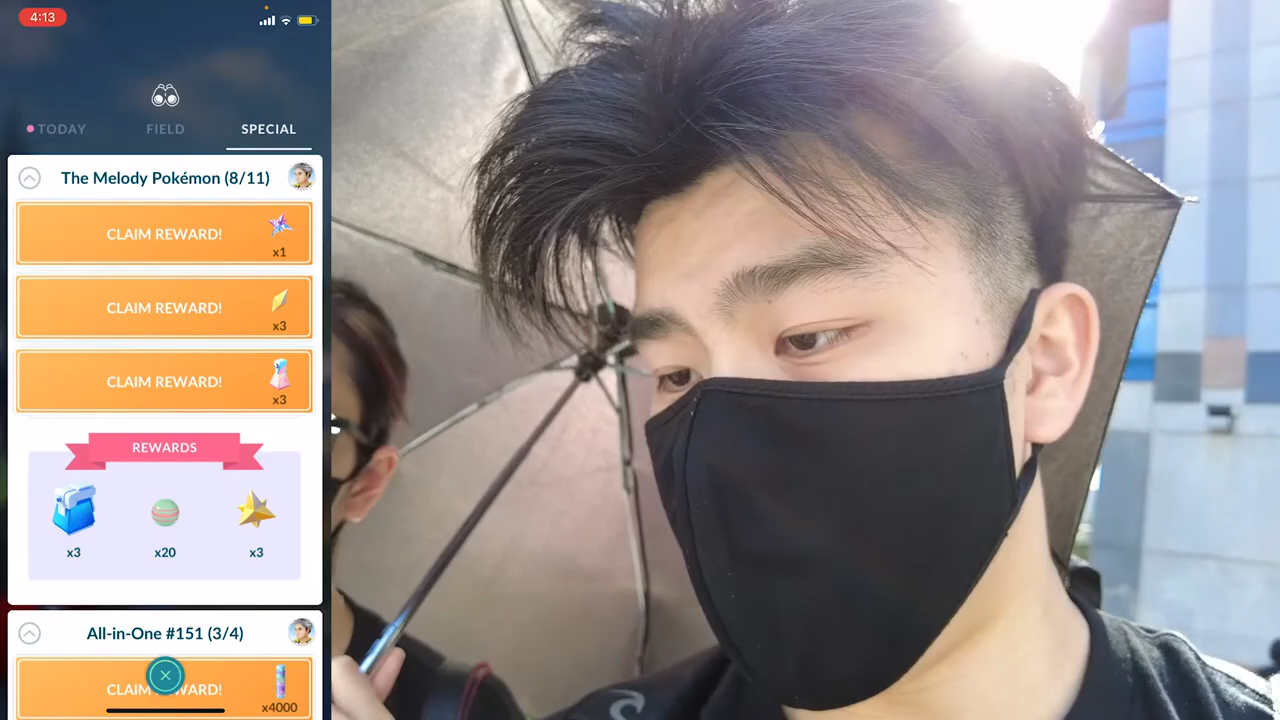 4:13
TODAY
FIELD
SPECIAL
The Melody Pokémon (8/11)
CLAIM REWARD!
x1
CLAIM REWARD!
x3
CLAIM REWARD!
x3
REWARDS
x3
x20
x3
All-in-One #151 (3/4)
x4000